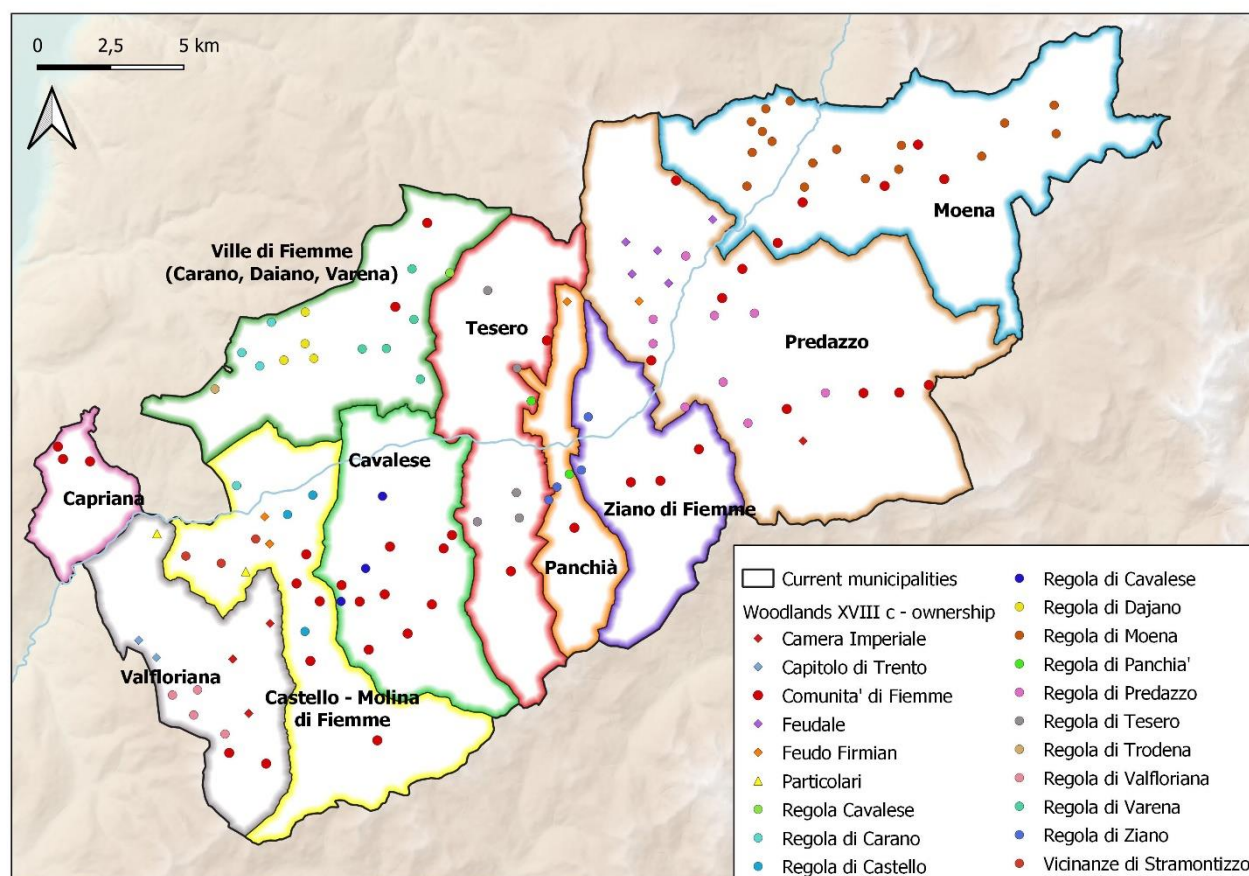 0 2,5 5 km
Moena
Ville di Fiemme
(Carano, Daiano, Varena)
Tesero
Predazzo
Cavalese
Capriana
Ziano di Fiemme
Panchià
Valfloriana
Castello - Molina
di Fiemme
Current municipalities
Woodlands XVIII c - ownership
Camera Imperiale
Capitolo di Trento
Comunita' di Fiemme
Feudale
Feudo Firmian
Particolari
Regola Cavalese
Regola di Carano
Regola di Castello
Regola di Cavalese
Regola di Dajano
Regola di Moena
Regola di Panchia'
Regola di Predazzo
Regola di Tesero
Regola di Trodena
Regola di Valfloriana
Regola di Varena
Regola di Ziano
Vicinanze di Stramontizzo